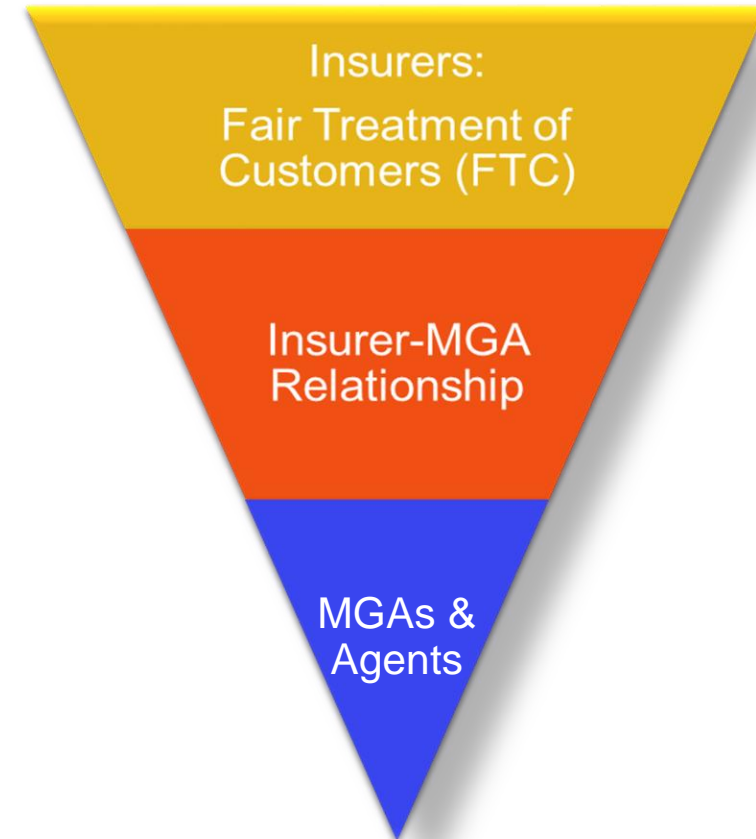 Insurers:
Fair Treatment of
Customers (FTC)
Insurer-MGA
Relationship
MGAs &
Agents